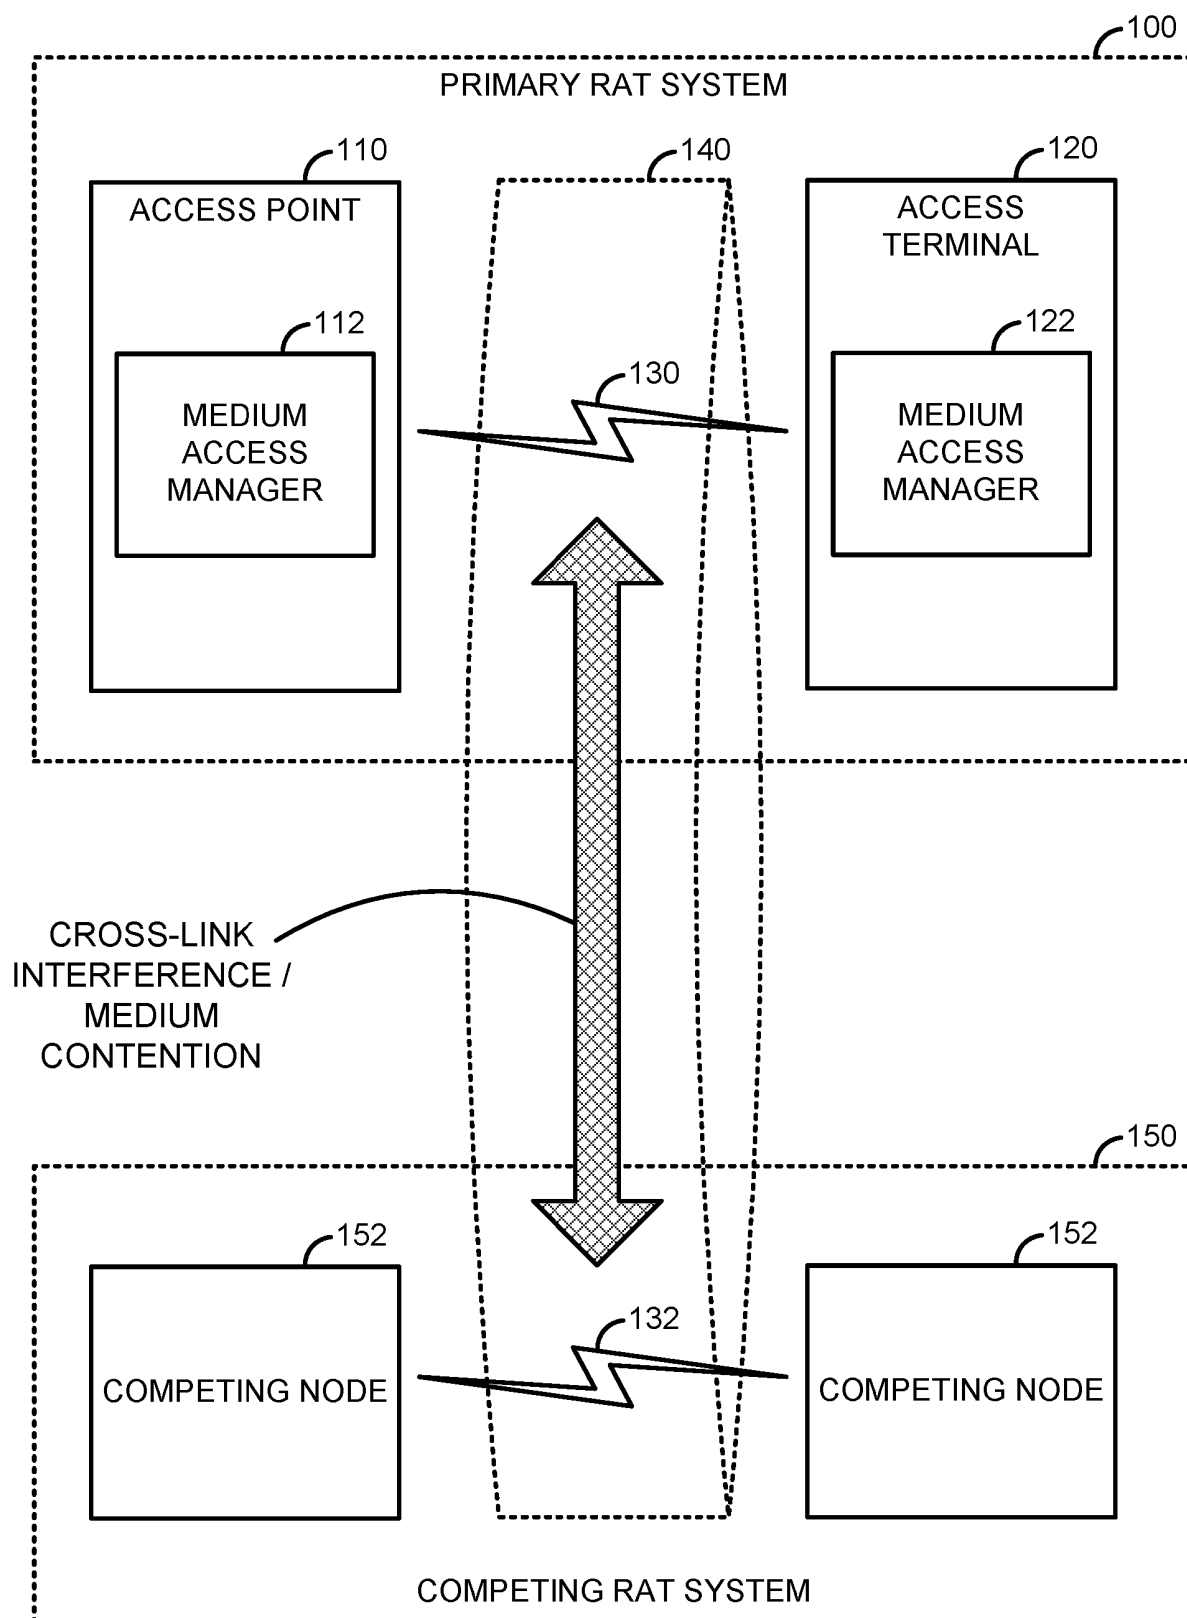 100
PRIMARY RAT SYSTEM
110
140
120
ACCESS POINT
ACCESS
TERMINAL
112
122
130
MEDIUM
ACCESS
MANAGER
MEDIUM
ACCESS
MANAGER
CROSS-LINK
INTERFERENCE /
MEDIUM
CONTENTION
150
152
152
132
COMPETING NODE
COMPETING NODE
COMPETING RAT SYSTEM